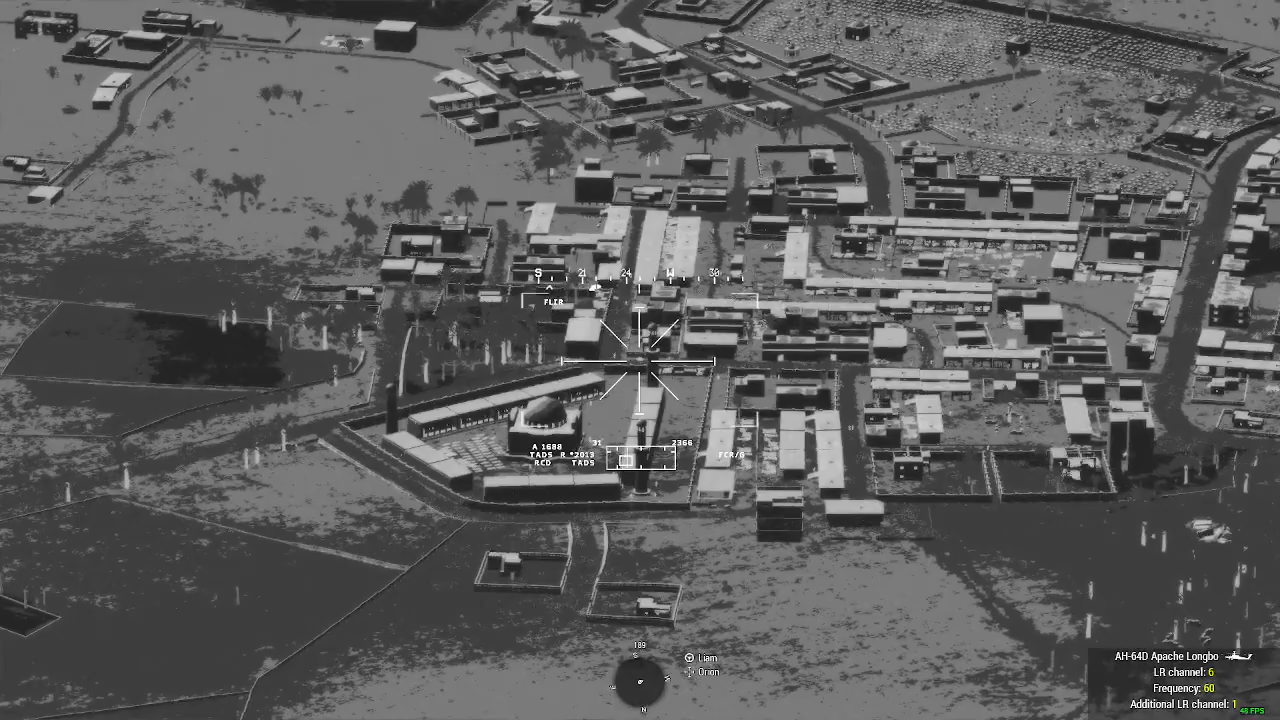 S 21 24 W 30
FLIR
A 1688 31 2366
TADS R *2013 FCR/G
RCD TADS
189
S
Liam
Orion
N
AH-64D Apache Longbo
LR channel: 6
Frequency: 60
Additional LR channel: 1
48 FPS